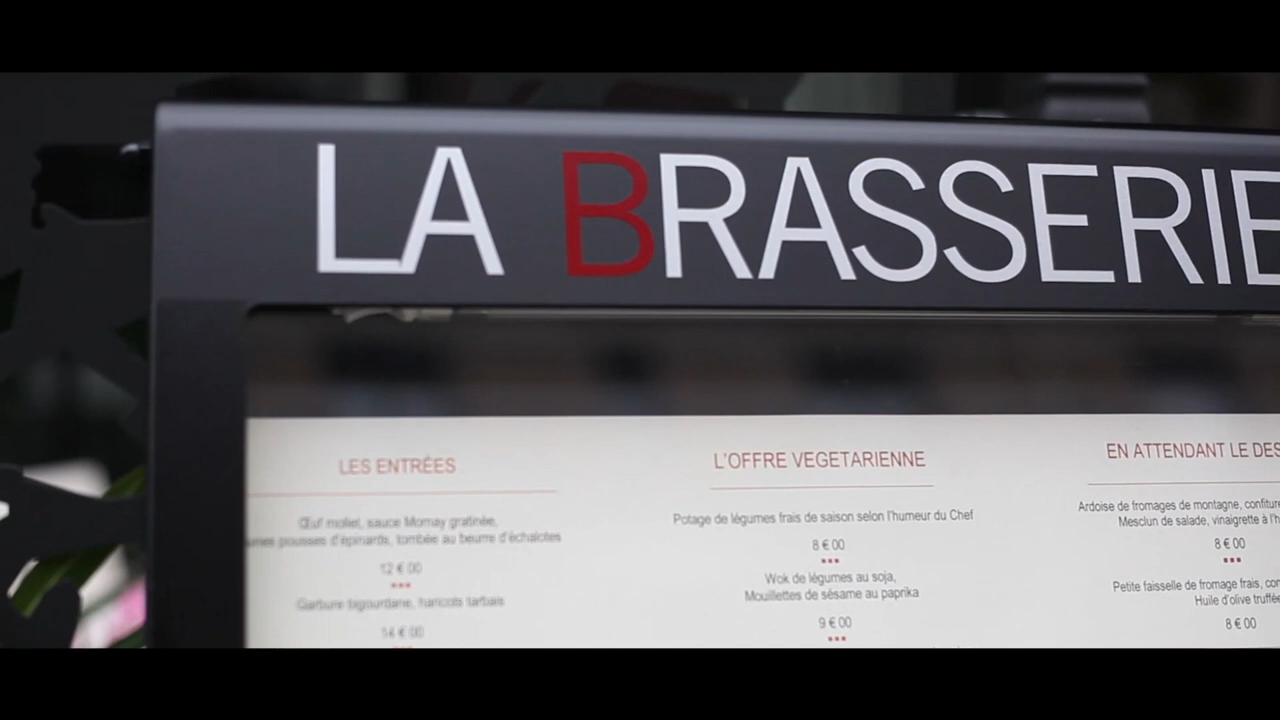 LA BRASSERIE
LES ENTRÉES
Œuf mollet, sauce Mornay gratinée,
pousses d'épinards, tombée au beurre d'échalotes
12 € 00
Garbure bigourdane, haricots tarbais
14 € 00
L'OFFRE VEGETARIENNE
Potage de légumes frais de saison selon l'humeur du Chef
8 € 00
Wok de légumes au soja,
Mouillettes de sésame au paprika
9 € 00
EN ATTENDANT LE DES
Ardoise de fromages de montagne, confiture
Mesclun de salade, vinaigrette à l'h
8 € 00
Petite faisselle de fromage frais, con
Huile d'olive truffée
8 € 00